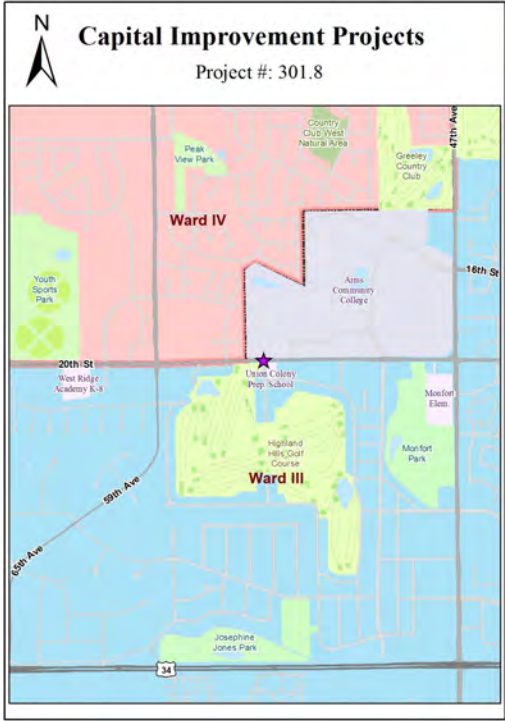 N
Capital Improvement Projects
Project #: 301.8
47th Ave
Country
Club West
Natural Area
Peak
View Park
Greeley
Country
Club
Ward IV
16th St
Youth
Sports
Park
Aims
Community
College
20th St
West Ridge
Academy K-8
Union Colony
Prep. School
Monfort
Elem.
Highland
Hills Golf
Course
Monfort
Park
Ward III
59th Ave
65th Ave
Josephine
Jones Park
34